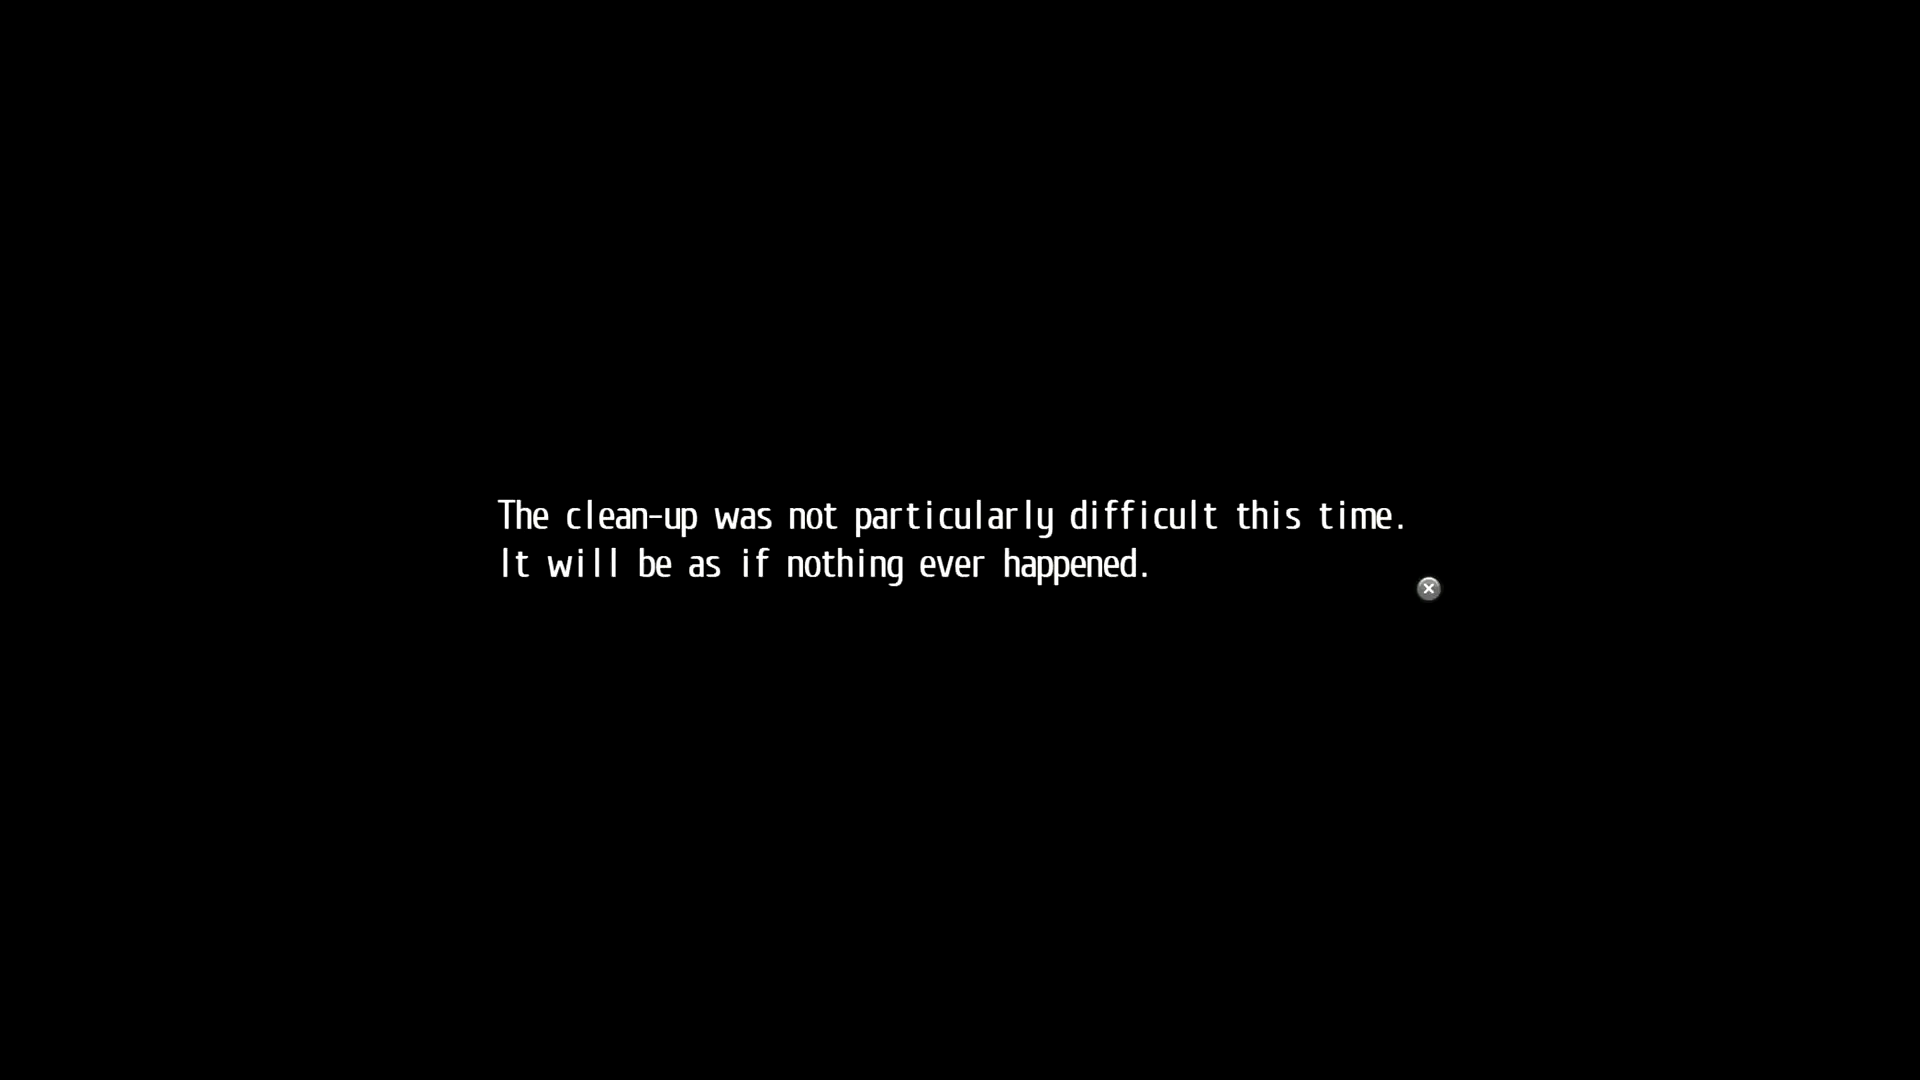 The clean-up was not particularly difficult this time.
It will be as if nothing ever happened.